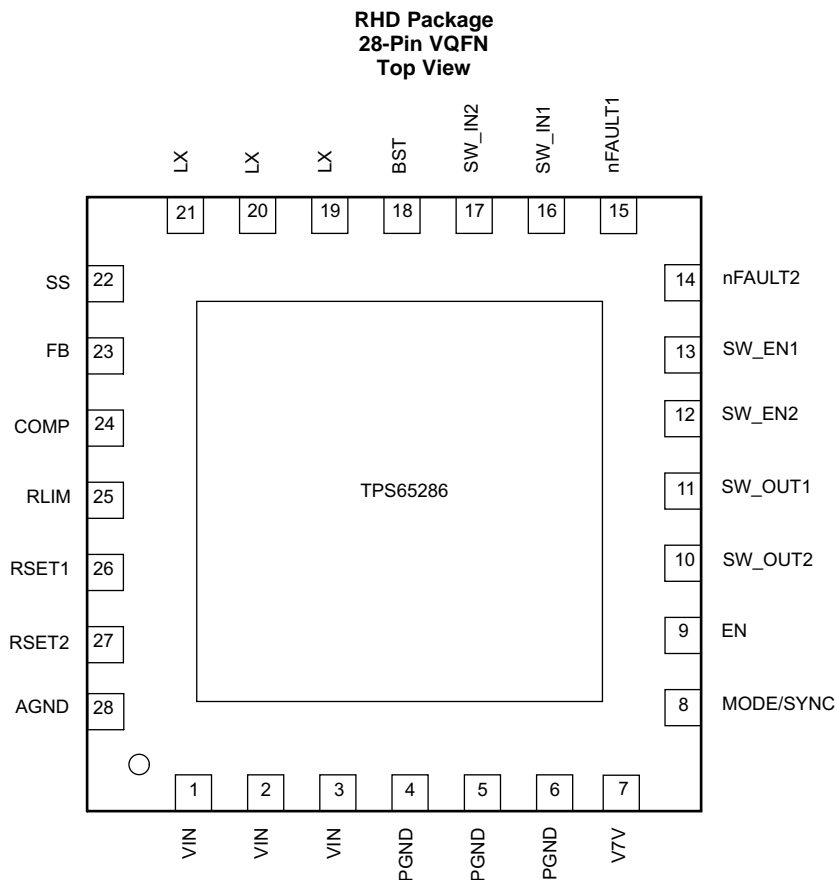 RHD Package
28-Pin VQFN
Top View
LX
LX
LX
BST
SW_IN2
SW_IN1
nFAULT1
21
20
19
18
17
16
15
SS 22
14 nFAULT2
FB 23
13 SW_EN1
COMP 24
12 SW_EN2
RLIM 25
TPS65286
11 SW_OUT1
RSET1 26
10 SW_OUT2
RSET2 27
9 EN
AGND 28
8 MODE/SYNC
1
2
3
4
5
6
7
VIN
VIN
VIN
PGND
PGND
PGND
V7V